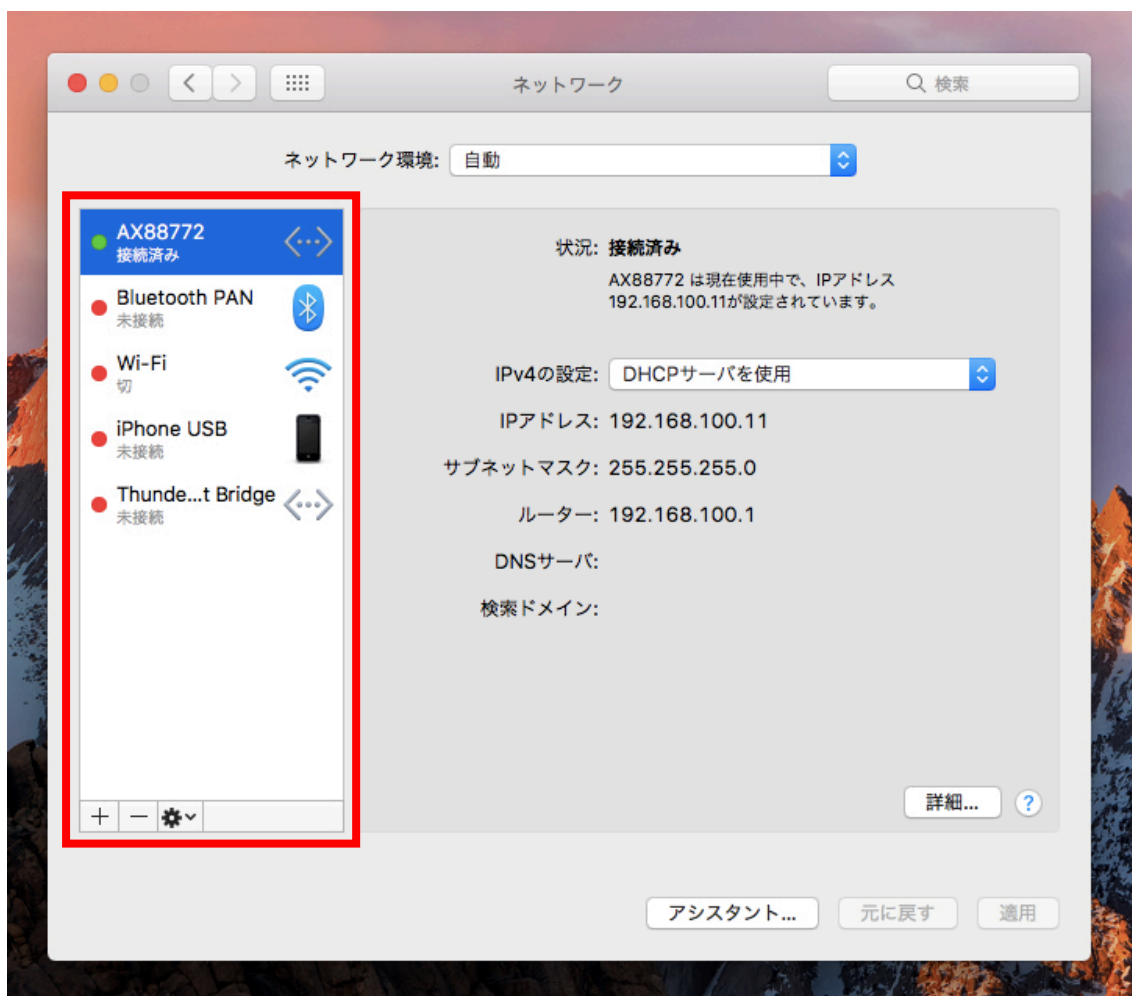 ネットワーク
検索
ネットワーク環境: 自動
AX88772
接続済み
Bluetooth PAN
未接続
Wi-Fi
切
iPhone USB
未接続
Thunde...t Bridge
未接続
状況: 接続済み
AX88772 は現在使用中で、IPアドレス
192.168.100.11が設定されています。
IPv4の設定: DHCPサーバを使用
IPアドレス: 192.168.100.11
サブネットマスク: 255.255.255.0
ルーター: 192.168.100.1
DNSサーバ:
検索ドメイン:
詳細... ?
アシスタント... 元に戻す 適用